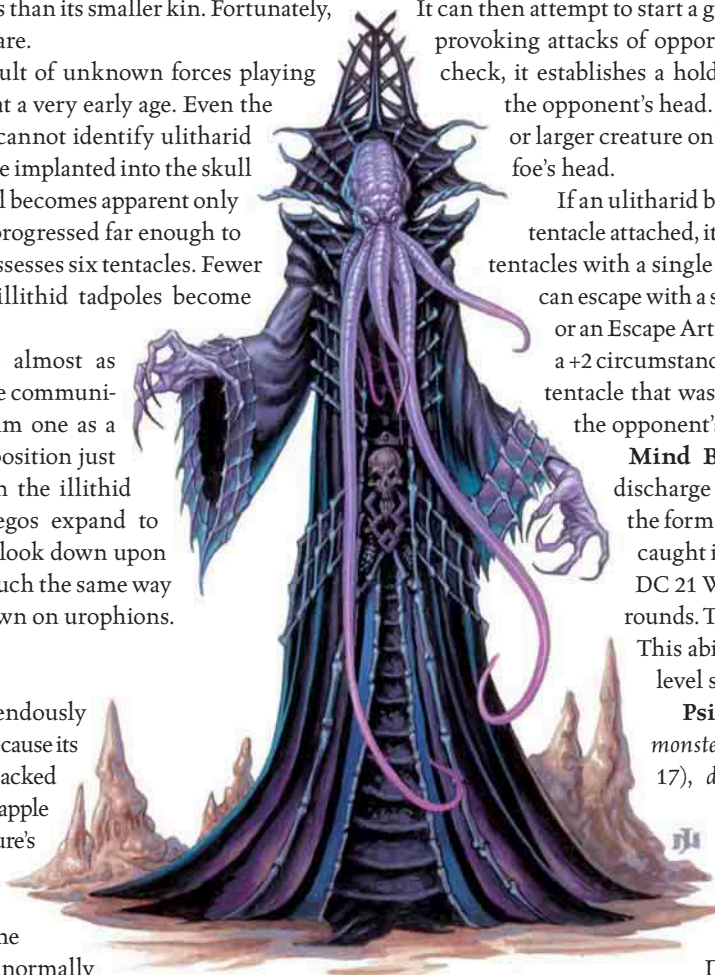 s than its smaller kin. Fortunately,
are.
ult of unknown forces playing
at a very early age. Even the
cannot identify ulitharid
e implanted into the skull
l becomes apparent only
progressed far enough to
ssesses six tentacles. Fewer
illithid tadpoles become
almost as
e communi-
m one as a
position just
n the illithid
egos expand to
look down upon
uch the same way
wn on urophions.
endously
cause its
acked
apple
ure's
ne
normally
It can then attempt to start a g
provoking attacks of oppor
check, it establishes a hold
the opponent's head.
or larger creature on
foe's head.
If an ulitharid b
tentacle attached, it
tentacles with a single
can escape with a s
or an Escape Art
a +2 circumstanc
tentacle that was
the opponent's
Mind B
discharge
the form
caught i
DC 21 W
rounds. T
This abi
level s
Psi
monste
17), d
D